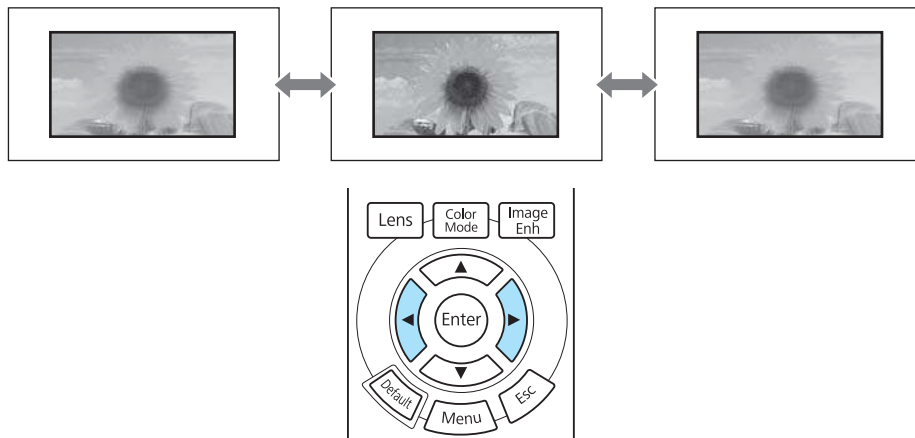 Lens
Color
Mode
Image
Enh
Enter
Default
Menu
Esc